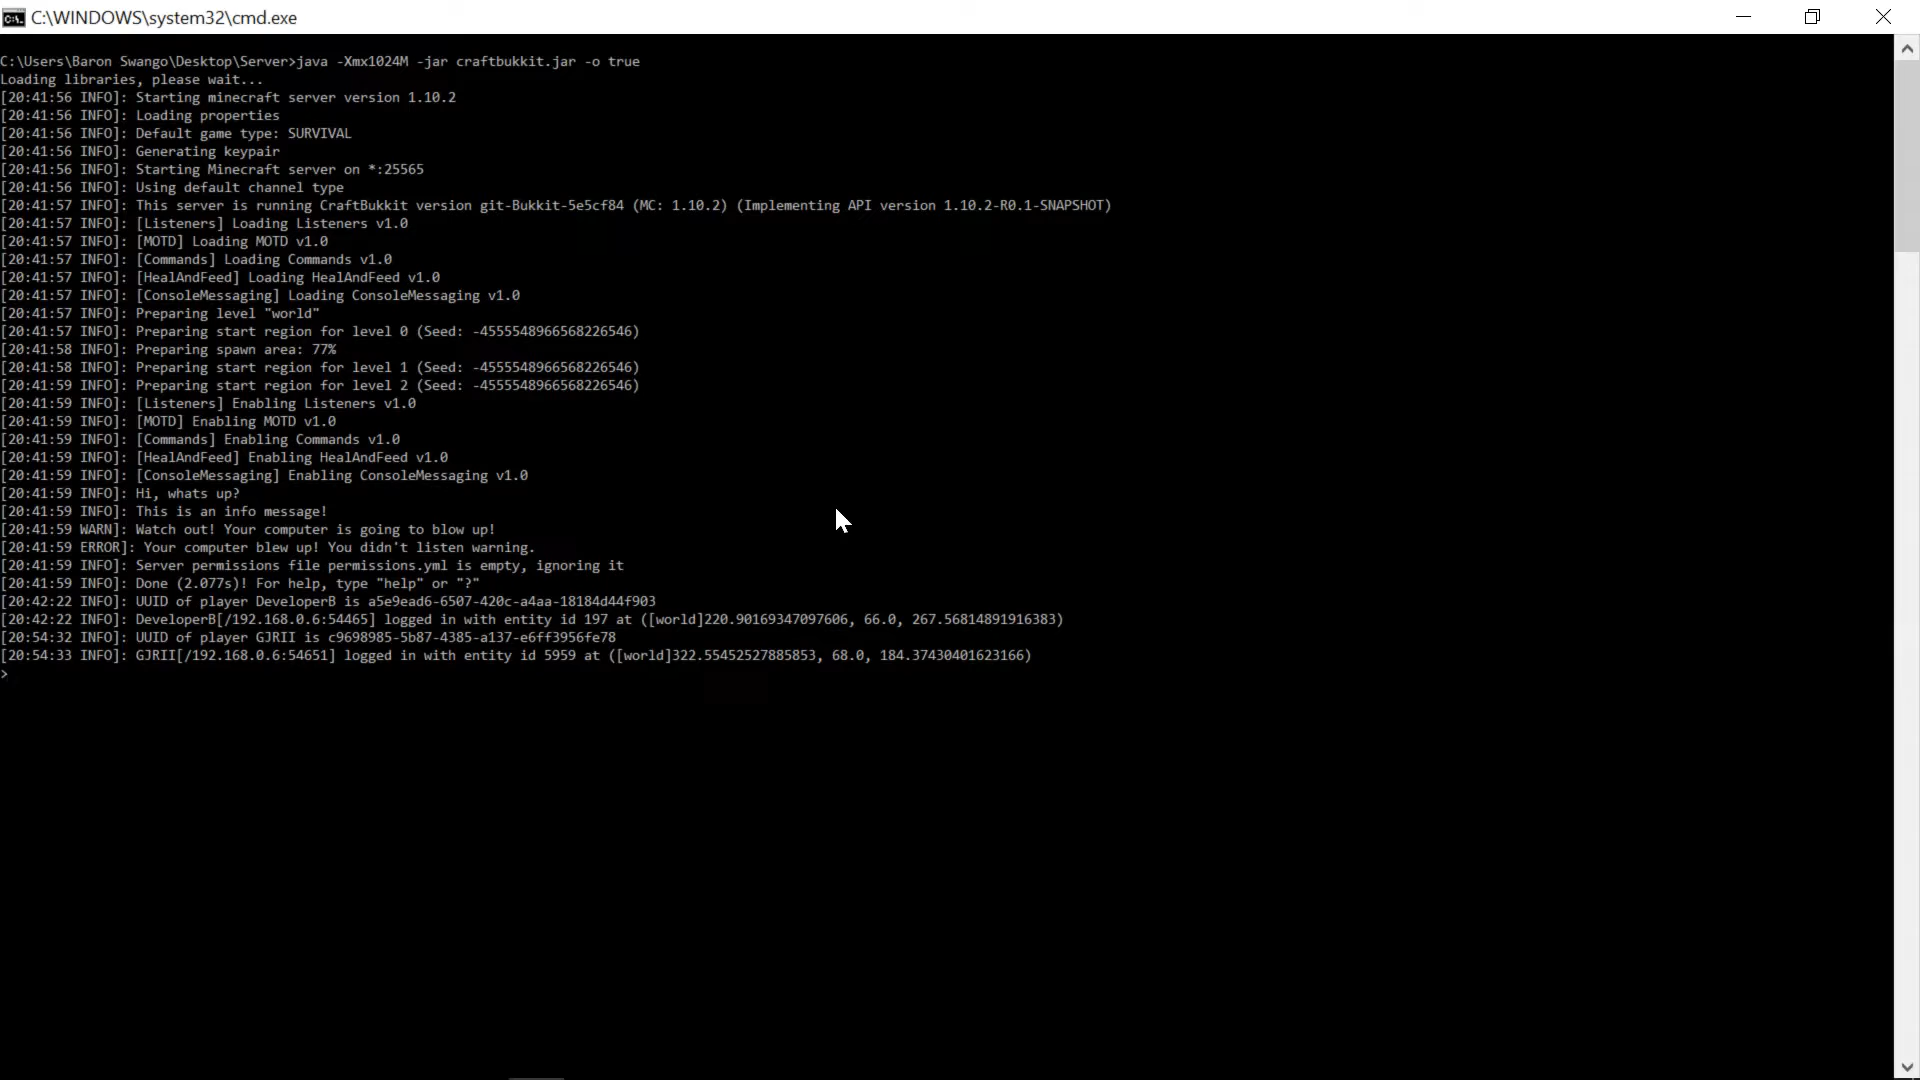 C:\WINDOWS\system32\cmd.exe
C:\Users\Baron Swango\Desktop\Server>java -Xmx1024M -jar craftbukkit.jar -o true
Loading libraries, please wait...
[20:41:56 INFO]: Starting minecraft server version 1.10.2
[20:41:56 INFO]: Loading properties
[20:41:56 INFO]: Default game type: SURVIVAL
[20:41:56 INFO]: Generating keypair
[20:41:56 INFO]: Starting Minecraft server on *:25565
[20:41:56 INFO]: Using default channel type
[20:41:57 INFO]: This server is running CraftBukkit version git-Bukkit-5e5cf84 (MC: 1.10.2) (Implementing API version 1.10.2-R0.1-SNAPSHOT)
[20:41:57 INFO]: [Listeners] Loading Listeners v1.0
[20:41:57 INFO]: [MOTD] Loading MOTD v1.0
[20:41:57 INFO]: [Commands] Loading Commands v1.0
[20:41:57 INFO]: [HealAndFeed] Loading HealAndFeed v1.0
[20:41:57 INFO]: [ConsoleMessaging] Loading ConsoleMessaging v1.0
[20:41:57 INFO]: Preparing level "world"
[20:41:57 INFO]: Preparing start region for level 0 (Seed: -4555548966568226546)
[20:41:58 INFO]: Preparing spawn area: 77%
[20:41:58 INFO]: Preparing start region for level 1 (Seed: -4555548966568226546)
[20:41:59 INFO]: Preparing start region for level 2 (Seed: -4555548966568226546)
[20:41:59 INFO]: [Listeners] Enabling Listeners v1.0
[20:41:59 INFO]: [MOTD] Enabling MOTD v1.0
[20:41:59 INFO]: [Commands] Enabling Commands v1.0
[20:41:59 INFO]: [HealAndFeed] Enabling HealAndFeed v1.0
[20:41:59 INFO]: [ConsoleMessaging] Enabling ConsoleMessaging v1.0
[20:41:59 INFO]: Hi, whats up?
[20:41:59 INFO]: This is an info message!
[20:41:59 WARN]: Watch out! Your computer is going to blow up!
[20:41:59 ERROR]: Your computer blew up! You didn't listen warning.
[20:41:59 INFO]: Server permissions file permissions.yml is empty, ignoring it
[20:41:59 INFO]: Done (2.077s)! For help, type "help" or "?"
[20:42:22 INFO]: UUID of player DeveloperB is a5e9ead6-6507-420c-a4aa-18184d44f903
[20:42:22 INFO]: DeveloperB[/192.168.0.6:54465] logged in with entity id 197 at ([world]220.90169347097606, 66.0, 267.56814891916383)
[20:54:32 INFO]: UUID of player GJRII is c9698985-5b87-4385-a137-e6ff3956fe78
[20:54:33 INFO]: GJRII[/192.168.0.6:54651] logged in with entity id 5959 at ([world]322.55452527885853, 68.0, 184.37430401623166)
>